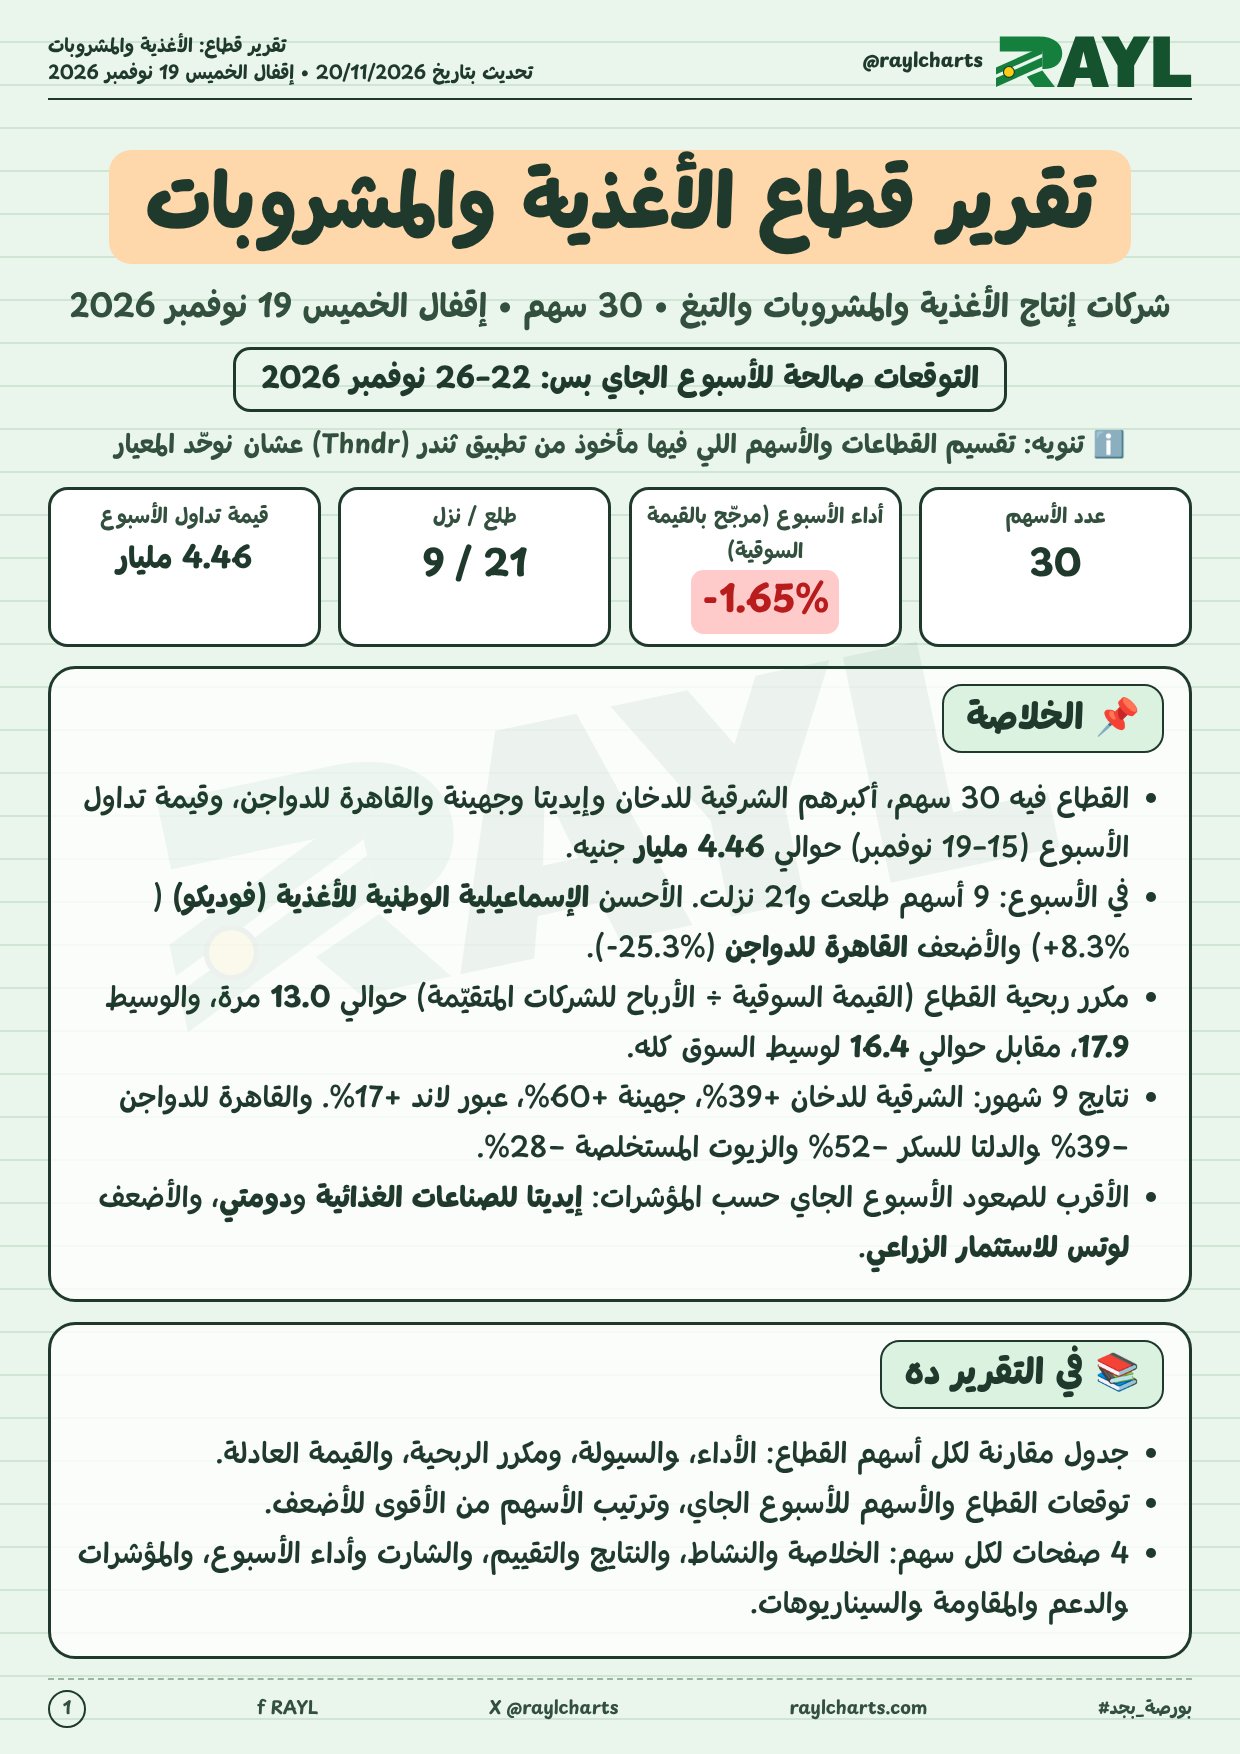 RAYL
@raylcharts
تقرير قطاع: الأغذية والمشروبات
تحديث بتاريخ 20/11/2026 • إقفال الخميس 19 نوفمبر 2026
تقرير قطاع الأغذية والمشروبات
شركات إنتاج الأغذية والمشروبات والتبغ • 30 سهم • إقفال الخميس 19 نوفمبر 2026
التوقعات صالحة للأسبوع الجاي بس: 22–26 نوفمبر 2026
ℹ️ تنويه: تقسيم القطاعات والأسهم اللي فيها مأخوذ من تطبيق ثندر (Thndr) عشان نوحّد المعيار
عدد الأسهم
30
أداء الأسبوع (مرجّح بالقيمة
السوقية)
-1.65%
طلع / نزل
9 / 21
قيمة تداول الأسبوع
4.46 مليار
📌 الخلاصة
• القطاع فيه 30 سهم، أكبرهم الشرقية للدخان وإيديتا وجهينة والقاهرة للدواجن، وقيمة تداول
الأسبوع (15–19 نوفمبر) حوالي 4.46 مليار جنيه.
• في الأسبوع: 9 أسهم طلعت و21 نزلت. الأحسن الإسماعيلية الوطنية للأغذية (فوديكو) (
+8.3%) والأضعف القاهرة للدواجن (-25.3%).
• مكرر ربحية القطاع (القيمة السوقية ÷ الأرباح للشركات المتقيّمة) حوالي 13.0 مرة، والوسيط
17.9، مقابل حوالي 16.4 لوسيط السوق كله.
• نتايج 9 شهور: الشرقية للدخان +39%، جهينة +60%، عبور لاند +17%. والقاهرة للدواجن
−39% والدلتا للسكر −52% والزيوت المستخلصة −28%.
• الأقرب للصعود الأسبوع الجاي حسب المؤشرات: إيديتا للصناعات الغذائية ودومتي، والأضعف
لوتس للاستثمار الزراعي.
📚 في التقرير دة
• جدول مقارنة لكل أسهم القطاع: الأداء، والسيولة، ومكرر الربحية، والقيمة العادلة.
• توقعات القطاع والأسهم للأسبوع الجاي، وترتيب الأسهم من الأقوى للأضعف.
• 4 صفحات لكل سهم: الخلاصة والنشاط، والنتايج والتقييم، والشارت وأداء الأسبوع، والمؤشرات
والدعم والمقاومة والسيناريوهات.
#بورصة_بجد
raylcharts.com
X @raylcharts
f RAYL
1